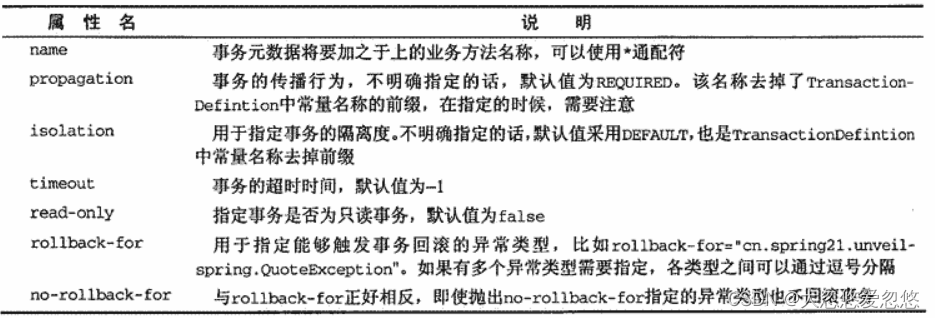 属 性 名 说 明
name 事务元数据将要加之于上的业务方法名称，可以使用*通配符
propagation 事务的传播行为，不明确指定的话，默认值为REQUIRED。该名称去掉了Transaction-
Defintion中常量名称的前缀，在指定的时候，需要注意
isolation 用于指定事务的隔离度。不明确指定的话，默认值采用DEFAULT，也是TransactionDefintion
中常量名称去掉前缀
timeout 事务的超时时间，默认值为-1
read-only 指定事务是否为只读事务，默认值为false
rollback-for 用于指定能够触发事务回滚的异常类型，比如rollback-for="cn.spring21.unveil-
spring.QuoteException"。如果有多个异常类型需要指定，各类型之间可以通过逗号分隔
no-rollback-for 与rollback-for正好相反，即使抛出no-rollback-for指定的异常类型也不回滚事务